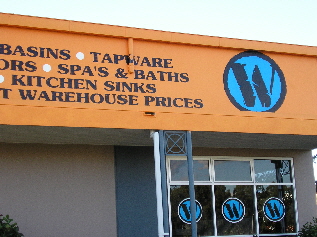 BASINS • TAPWARE
ORS • SPA'S & BATHS
• KITCHEN SINKS
T WAREHOUSE PRICES
W
W
W
W